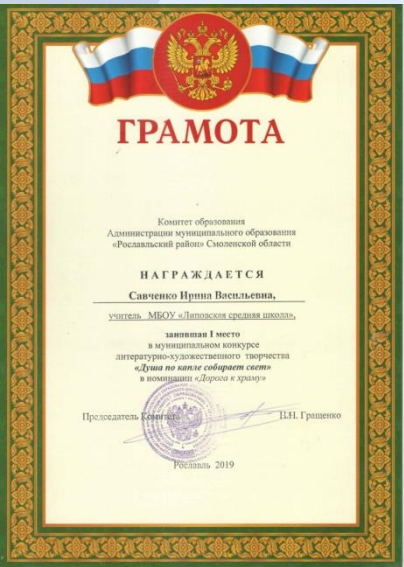 ГРАМОТА
Комитет образования
Администрации муниципального образования
«Рославльский район» Смоленской области
НАГРАЖДАЕТСЯ
Савченко Ирина Васильевна,
учитель МБОУ «Липовская средняя школа»,
занявшая I место
в муниципальном конкурсе
литературно-художественного творчества
«Душа по капле собирает свет»
в номинации «Дорога к храму»
Председатель Комитета В.Н. Гращенко
Рославль 2019